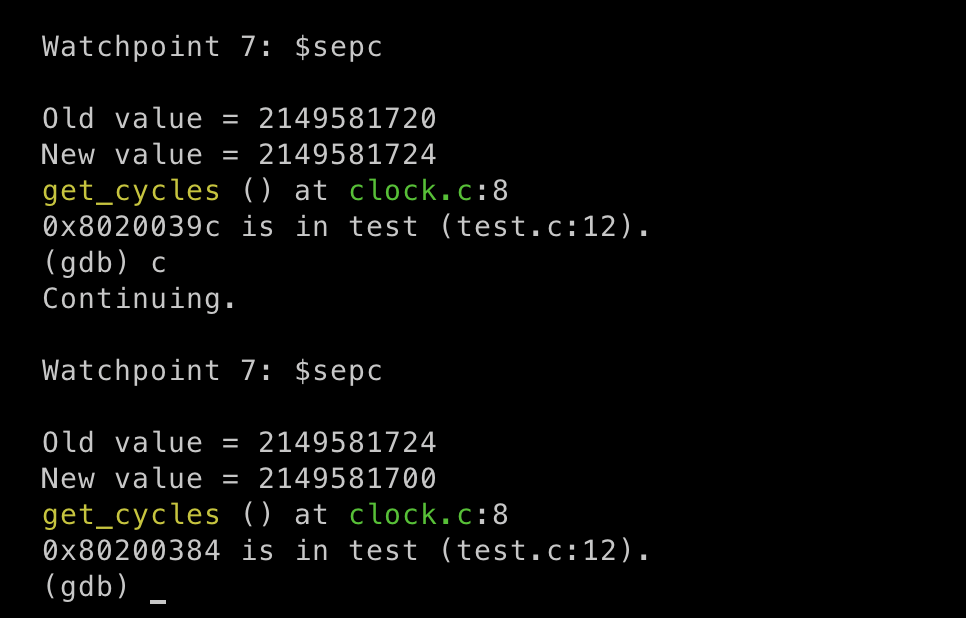 Watchpoint 7: $sepc
Old value = 2149581720
New value = 2149581724
get_cycles () at clock.c:8
0x8020039c is in test (test.c:12).
(gdb) c
Continuing.
Watchpoint 7: $sepc
Old value = 2149581724
New value = 2149581700
get_cycles () at clock.c:8
0x80200384 is in test (test.c:12).
(gdb)